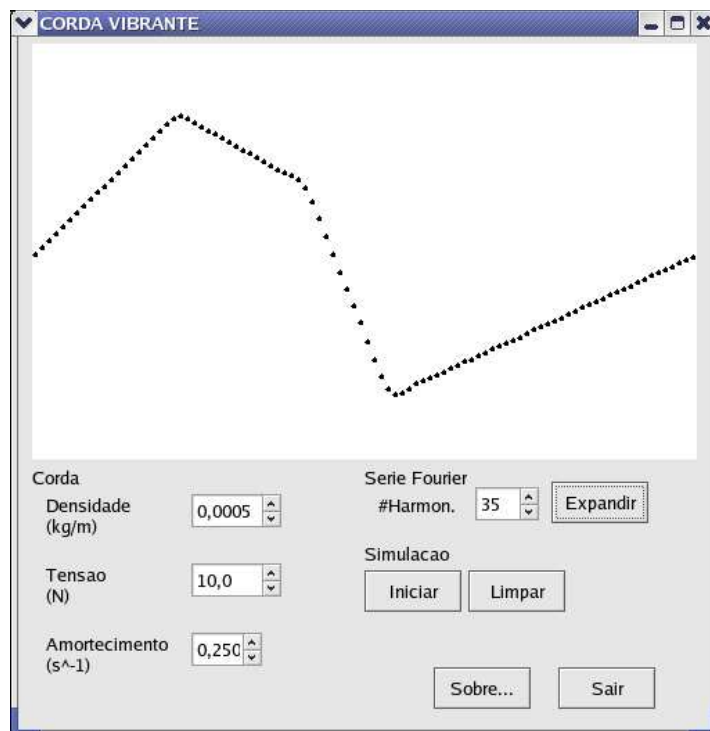 CORDA VIBRANTE
Corda
Densidade
(kg/m)
0,0005
Tensao
(N)
10,0
Amortecimento
(s^-1)
0,250
Serie Fourier
#Harmon.
35
Expandir
Simulacao
Iniciar
Limpar
Sobre...
Sair